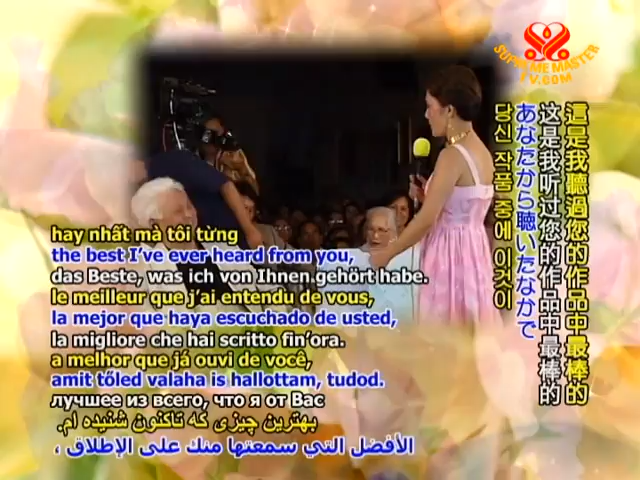 SUPREME MASTER
TV.COM
hay nhất mà tôi từng
the best I've ever heard from you,
das Beste, was ich von Ihnen gehört habe.
le meilleur que j'ai entendu de vous,
la mejor que haya escuchado de usted,
la migliore che hai scritto fin'ora.
a melhor que já ouvi de você,
amit tőled valaha is hallottam, tudod.
лучшее из всего, что я от Вас
بهترین چیزی که تاکنون شنیده ام.
الأفضل التي سمعتها منك على الإطلاق ،
這是我聽過您的作品中最棒的
这是我听过您的作品中最棒的
あなたから聴いたなかで
당신 작품 중에 이것이